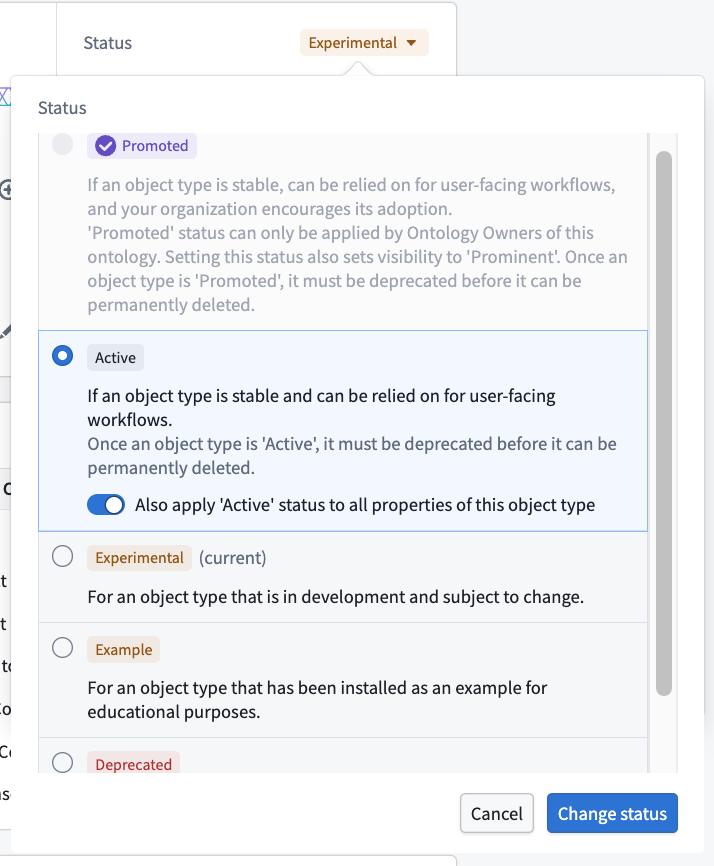 Status
Experimental
Status
Promoted
If an object type is stable, can be relied on for user-facing workflows,
and your organization encourages its adoption.
'Promoted' status can only be applied by Ontology Owners of this
ontology. Setting this status also sets visibility to 'Prominent'. Once an
object type is 'Promoted', it must be deprecated before it can be
permanently deleted.
Active
If an object type is stable and can be relied on for user-facing
workflows.
Once an object type is 'Active', it must be deprecated before it can be
permanently deleted.
Also apply 'Active' status to all properties of this object type
Experimental (current)
For an object type that is in development and subject to change.
Example
For an object type that has been installed as an example for
educational purposes.
Deprecated
Cancel
Change status